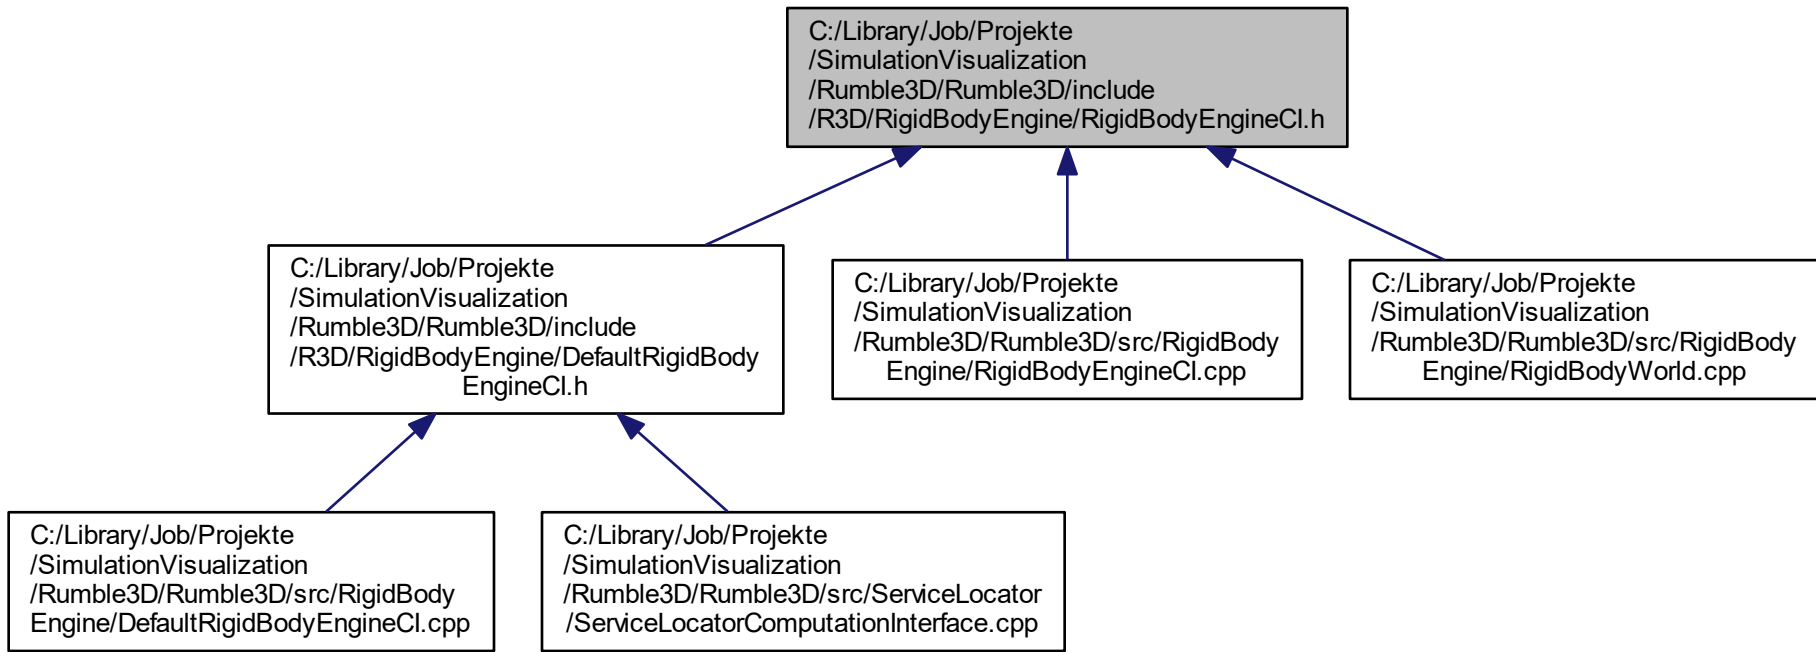 C:/Library/Job/Projekte
/SimulationVisualization
/Rumble3D/Rumble3D/include
/R3D/RigidBodyEngine/RigidBodyEngineCI.h
C:/Library/Job/Projekte
/SimulationVisualization
/Rumble3D/Rumble3D/include
/R3D/RigidBodyEngine/DefaultRigidBody
EngineCI.h
C:/Library/Job/Projekte
/SimulationVisualization
/Rumble3D/Rumble3D/src/RigidBody
Engine/RigidBodyEngineCI.cpp
C:/Library/Job/Projekte
/SimulationVisualization
/Rumble3D/Rumble3D/src/RigidBody
Engine/RigidBodyWorld.cpp
C:/Library/Job/Projekte
/SimulationVisualization
/Rumble3D/Rumble3D/src/RigidBody
Engine/DefaultRigidBodyEngineCI.cpp
C:/Library/Job/Projekte
/SimulationVisualization
/Rumble3D/Rumble3D/src/ServiceLocator
/ServiceLocatorComputationInterface.cpp